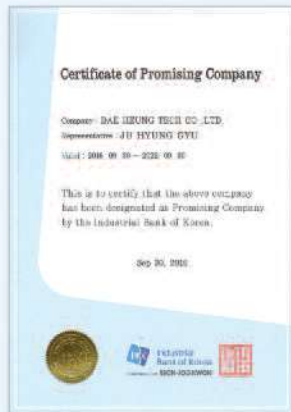 Certificate of Promising Company
Company : DAE HEUNG TECH CO.,LTD.
Representative : JU HYUNG GYU
Valid :
This is to certify that the above company
has been designated as Promising Company
by the Industrial Bank of Korea.
Sep 20,
IBK Industrial
Bank of Korea